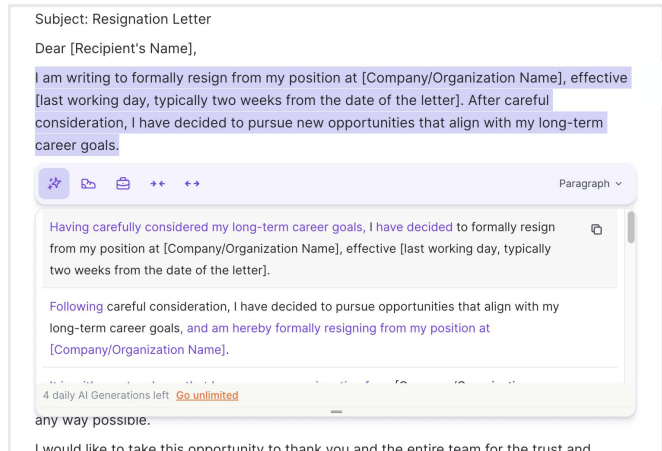 Subject: Resignation Letter
Dear [Recipient's Name],
I am writing to formally resign from my position at [Company/Organization Name], effective
[last working day, typically two weeks from the date of the letter]. After careful
consideration, I have decided to pursue new opportunities that align with my long-term
career goals.
Paragraph
Having carefully considered my long-term career goals, I have decided to formally resign
from my position at [Company/Organization Name], effective [last working day, typically
two weeks from the date of the letter].
Following careful consideration, I have decided to pursue opportunities that align with my
long-term career goals, and am hereby formally resigning from my position at
[Company/Organization Name].
4 daily AI Generations left Go unlimited
any way possible.
I would like to take this opportunity to thank you and the entire team for the trust and